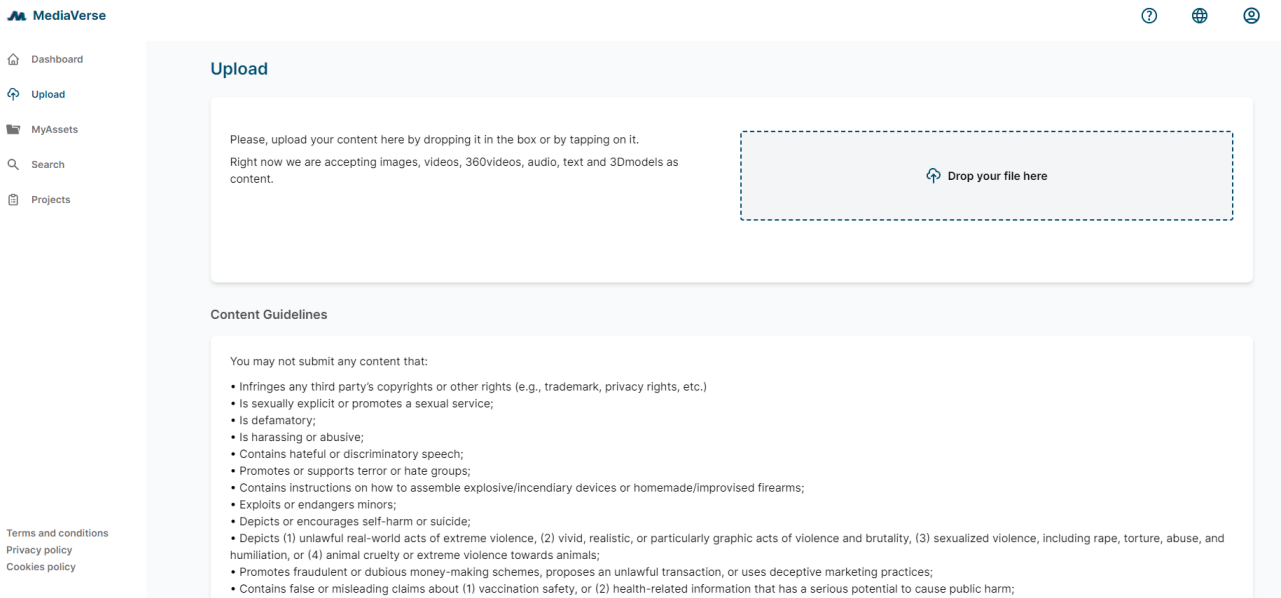 MediaVerse
Dashboard
Upload
MyAssets
Search
Projects
Terms and conditions
Privacy policy
Cookies policy
Upload
Please, upload your content here by dropping it in the box or by tapping on it.
Right now we are accepting images, videos, 360videos, audio, text and 3Dmodels as
content.
Drop your file here
Content Guidelines
You may not submit any content that:
• Infringes any third party’s copyrights or other rights (e.g., trademark, privacy rights, etc.)
• Is sexually explicit or promotes a sexual service;
• Is defamatory;
• Is harassing or abusive;
• Contains hateful or discriminatory speech;
• Promotes or supports terror or hate groups;
• Contains instructions on how to assemble explosive/incendiary devices or homemade/improvised firearms;
• Exploits or endangers minors;
• Depicts or encourages self-harm or suicide;
• Depicts (1) unlawful real-world acts of extreme violence, (2) vivid, realistic, or particularly graphic acts of violence and brutality, (3) sexualized violence, including rape, torture, abuse, and
humiliation, or (4) animal cruelty or extreme violence towards animals;
• Promotes fraudulent or dubious money-making schemes, proposes an unlawful transaction, or uses deceptive marketing practices;
• Contains false or misleading claims about (1) vaccination safety, or (2) health-related information that has a serious potential to cause public harm;